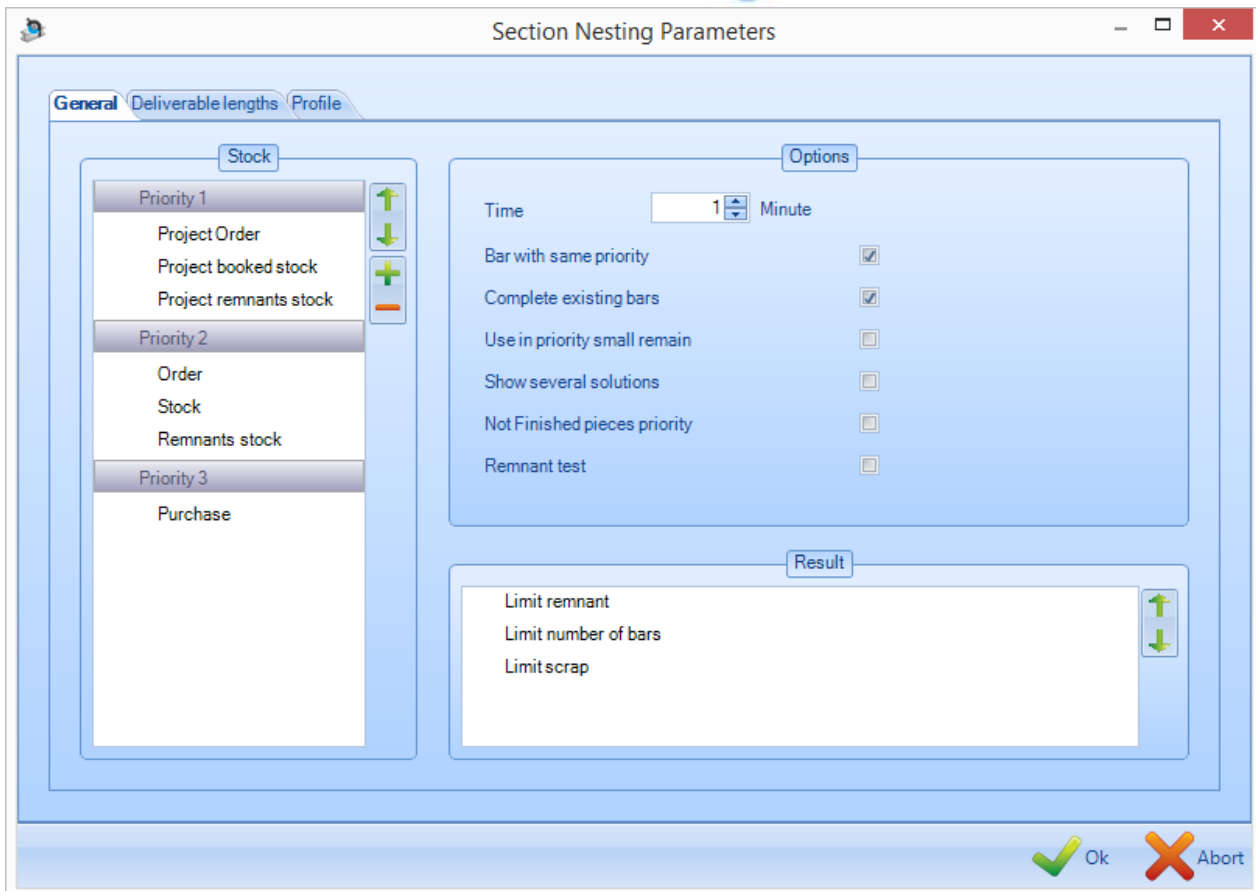 Section Nesting Parameters
General Deliverable lengths Profile
Stock
Priority 1
Project Order
Project booked stock
Project remnants stock
Priority 2
Order
Stock
Remnants stock
Priority 3
Purchase
Options
Time 1 Minute
Bar with same priority
Complete existing bars
Use in priority small remain
Show several solutions
Not Finished pieces priority
Remnant test
Result
Limit remnant
Limit number of bars
Limit scrap
Ok Abort